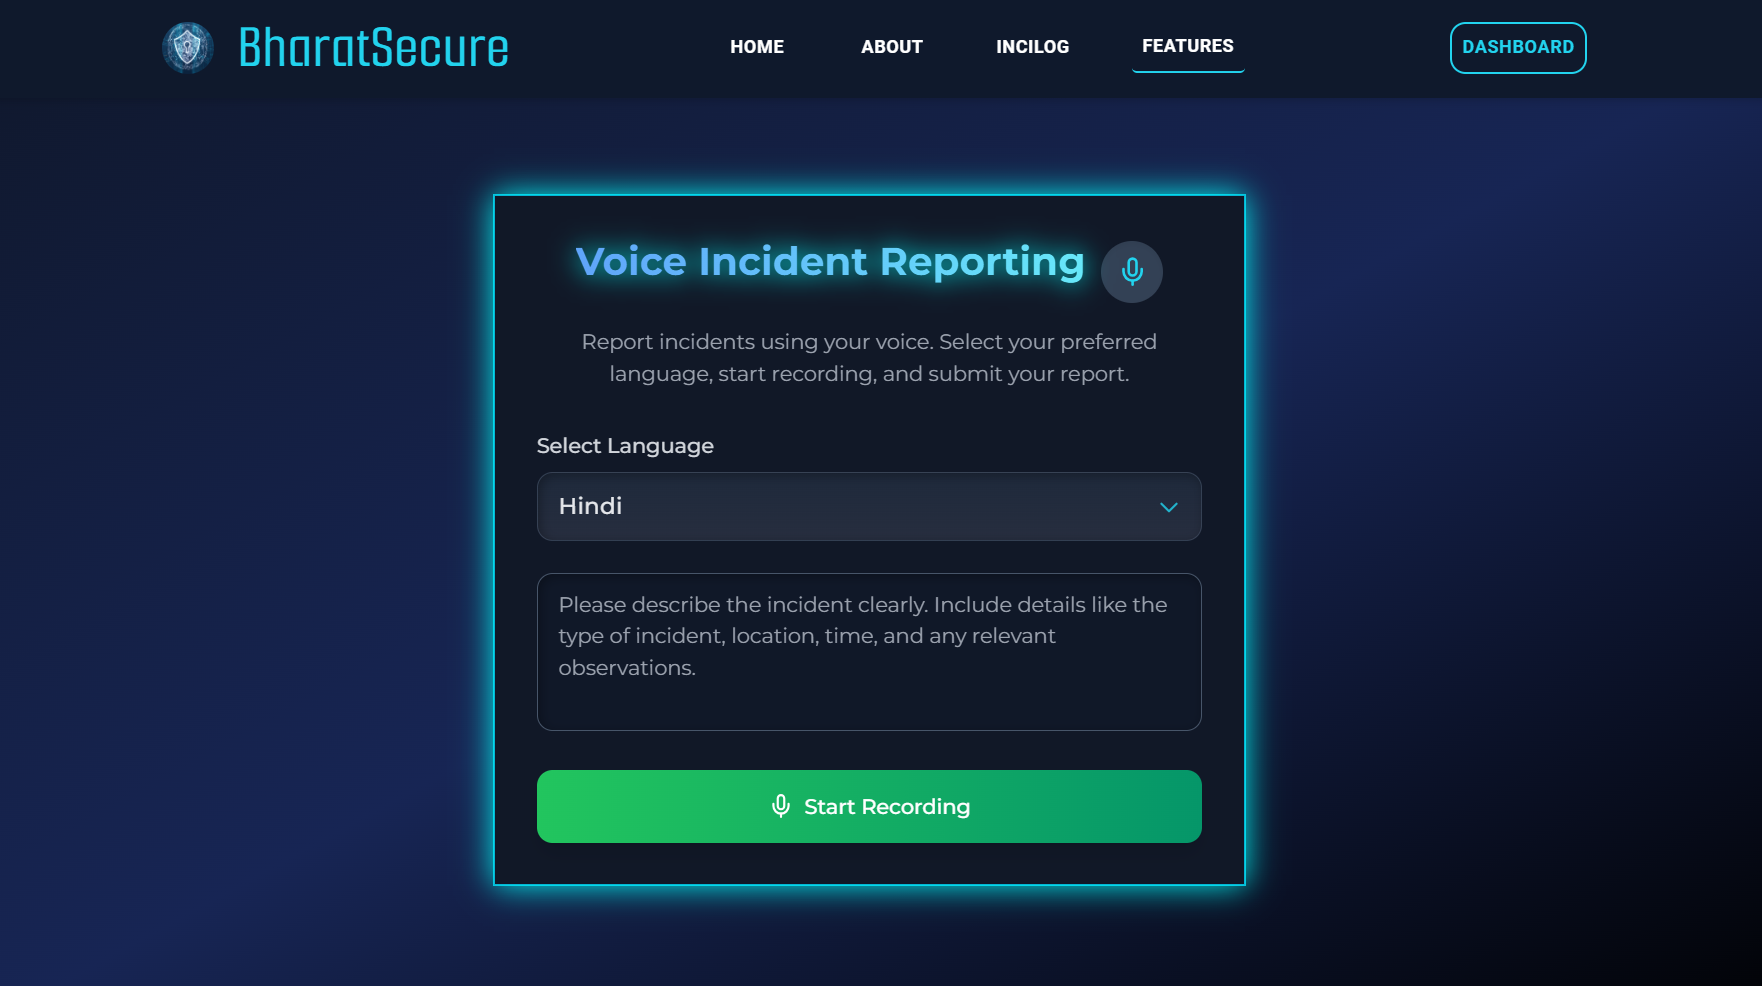 BharatSecure
HOME
ABOUT
INCILOG
FEATURES
DASHBOARD
Voice Incident Reporting
Report incidents using your voice. Select your preferred
language, start recording, and submit your report.
Select Language
Hindi
Please describe the incident clearly. Include details like the
type of incident, location, time, and any relevant
observations.
Start Recording